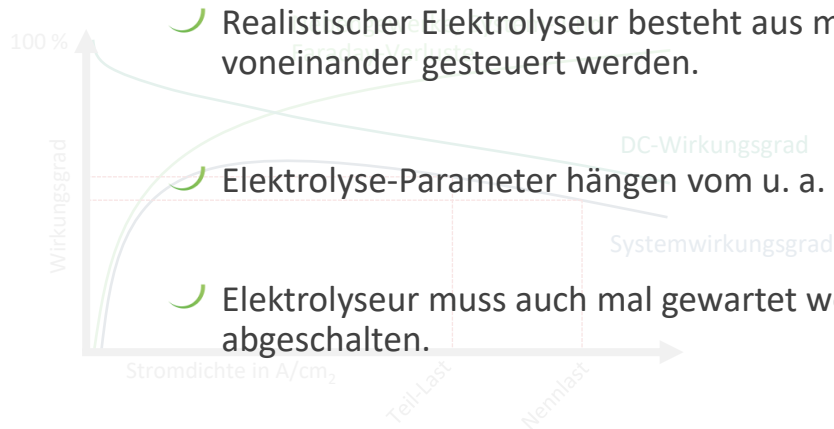 Realistischer Elektrolyseur besteht aus
voneinander gesteuert werden.
Elektrolyse-Parameter hängen vom u. a.
Elektrolyseur muss auch mal gewartet
abgeschalten.
100 %
Faraday-Verluste
Wirkungsgrad
DC-Wirkungsgrad
Systemwirkungsgrad
Stromdichte in A/cm₂
Teil-Last
Nennlast